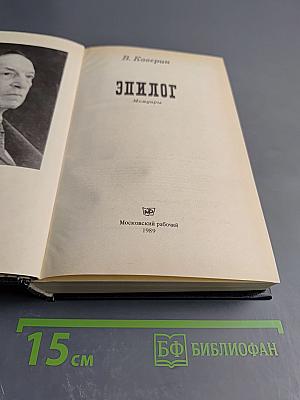 В. Каверин
ЭПИЛОГ
Мемуары
Московский рабочий
1989
15 см
БФ БИБЛИОФАН